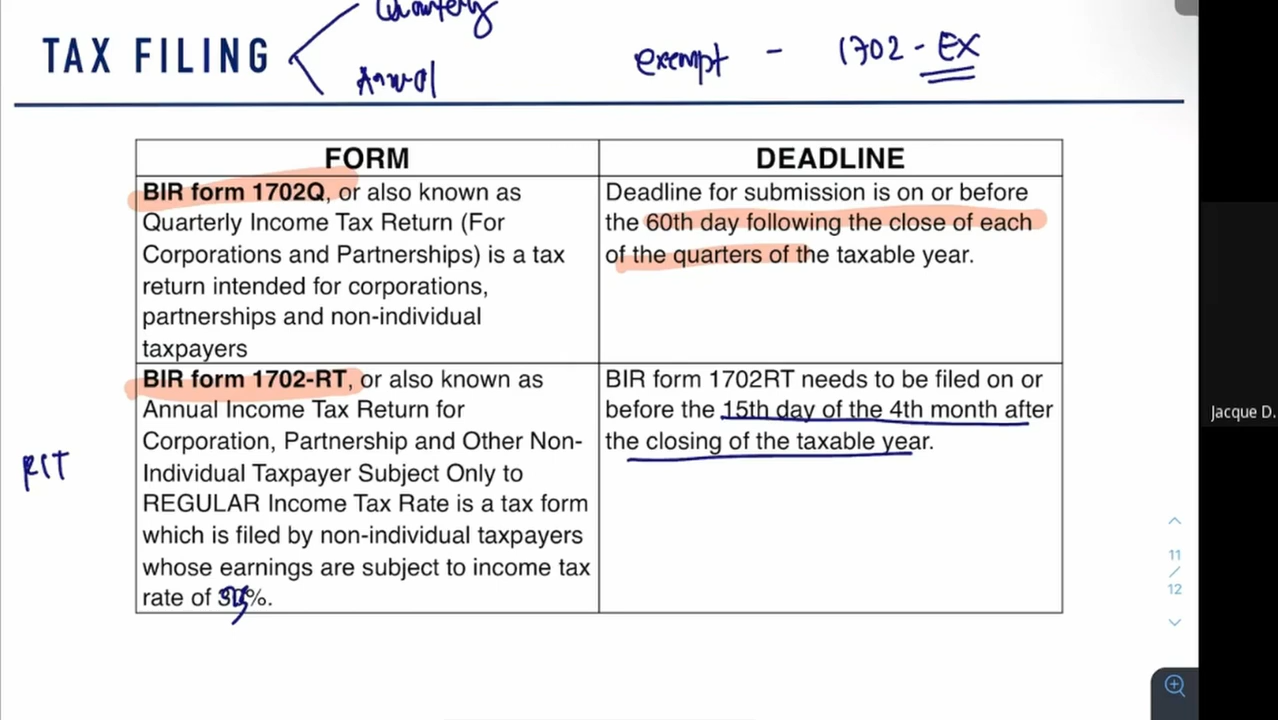 Quarterly
TAX FILING
Annual
exempt - 1702 - EX
FORM
DEADLINE
BIR form 1702Q, or also known as
Quarterly Income Tax Return (For
Corporations and Partnerships) is a tax
return intended for corporations,
partnerships and non-individual
taxpayers
Deadline for submission is on or before
the 60th day following the close of each
of the quarters of the taxable year.
BIR form 1702-RT, or also known as
Annual Income Tax Return for
Corporation, Partnership and Other Non-
Individual Taxpayer Subject Only to
REGULAR Income Tax Rate is a tax form
which is filed by non-individual taxpayers
whose earnings are subject to income tax
rate of
BIR form 1702RT needs to be filed on or
before the 15th day of the 4th month after
the closing of the taxable year.
RIT
Jacque D.
11
/
12